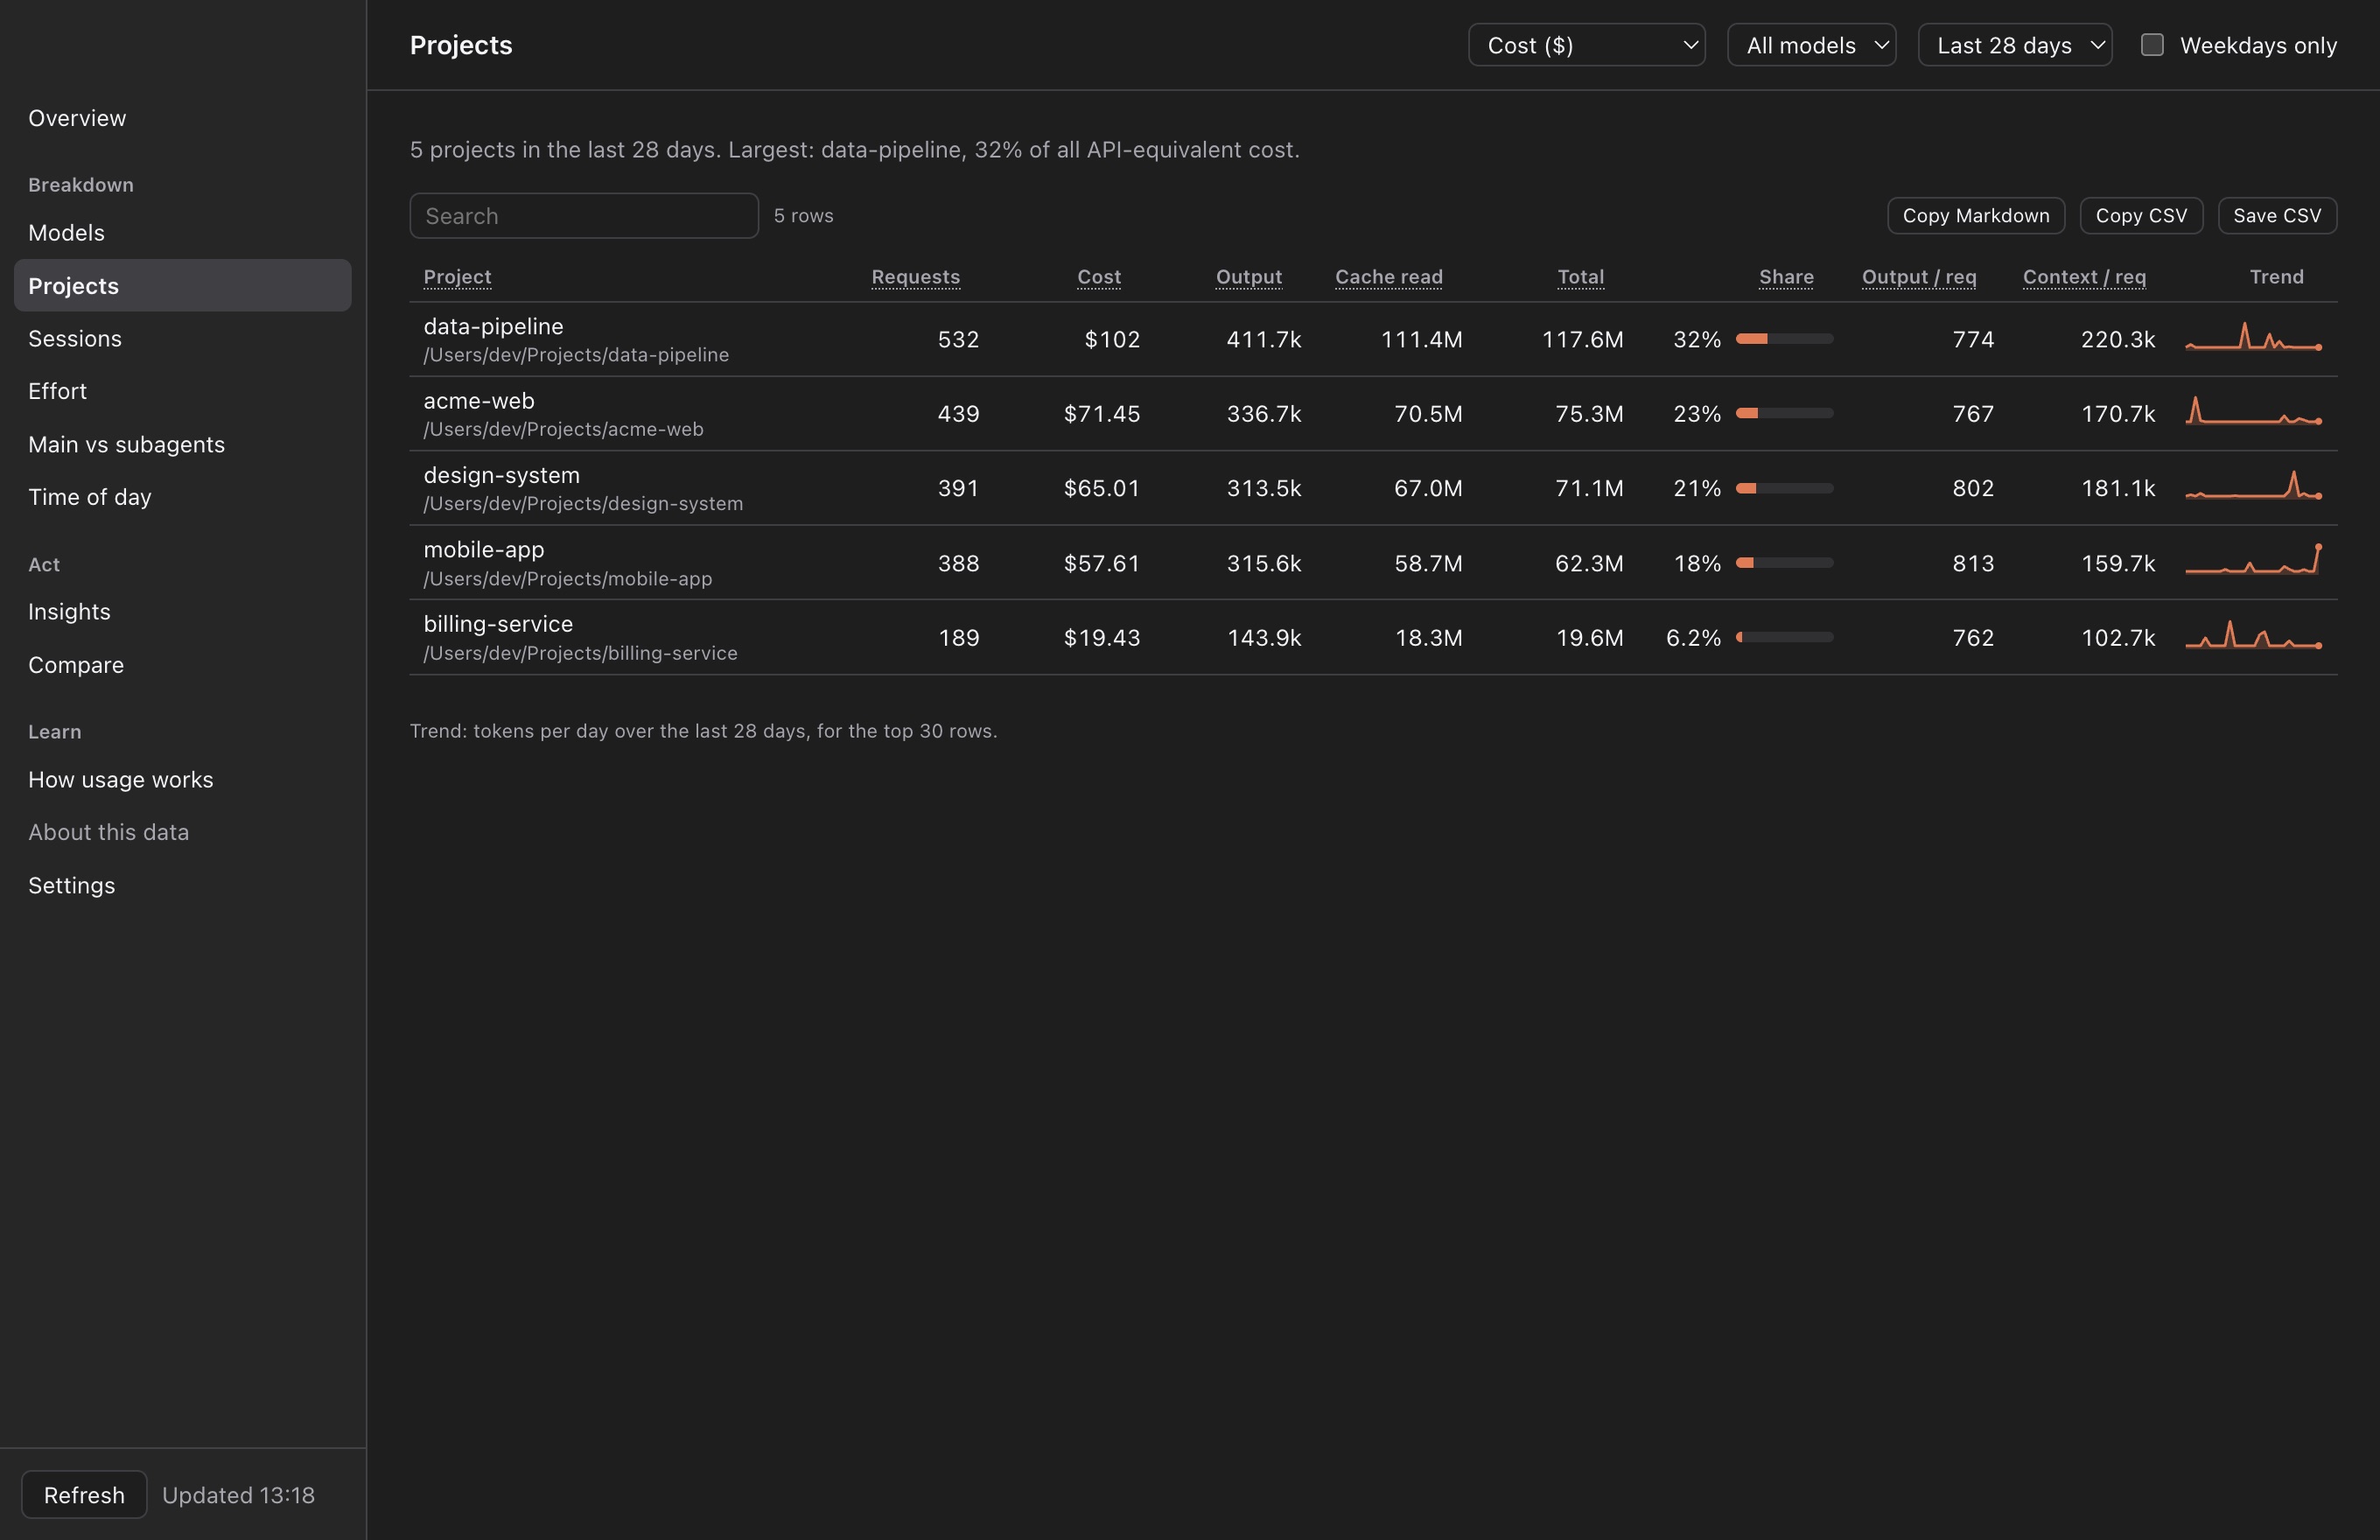 Projects
Cost ($)
All models
Last 28 days
Weekdays only
Overview
Breakdown
Models
Projects
Sessions
Effort
Main vs subagents
Time of day
Act
Insights
Compare
Learn
How usage works
About this data
Settings
Refresh
Updated 13:18
5 projects in the last 28 days. Largest: data-pipeline, 32% of all API-equivalent cost.
Search
5 rows
Copy Markdown
Copy CSV
Save CSV
Project Requests Cost Output Cache read Total Share Output / req Context / req Trend
data-pipeline 532 $102 411.7k 111.4M 117.6M 32% 774 220.3k
/Users/dev/Projects/data-pipeline
acme-web 439 $71.45 336.7k 70.5M 75.3M 23% 767 170.7k
/Users/dev/Projects/acme-web
design-system 391 $65.01 313.5k 67.0M 71.1M 21% 802 181.1k
/Users/dev/Projects/design-system
mobile-app 388 $57.61 315.6k 58.7M 62.3M 18% 813 159.7k
/Users/dev/Projects/mobile-app
billing-service 189 $19.43 143.9k 18.3M 19.6M 6.2% 762 102.7k
/Users/dev/Projects/billing-service
Trend: tokens per day over the last 28 days, for the top 30 rows.